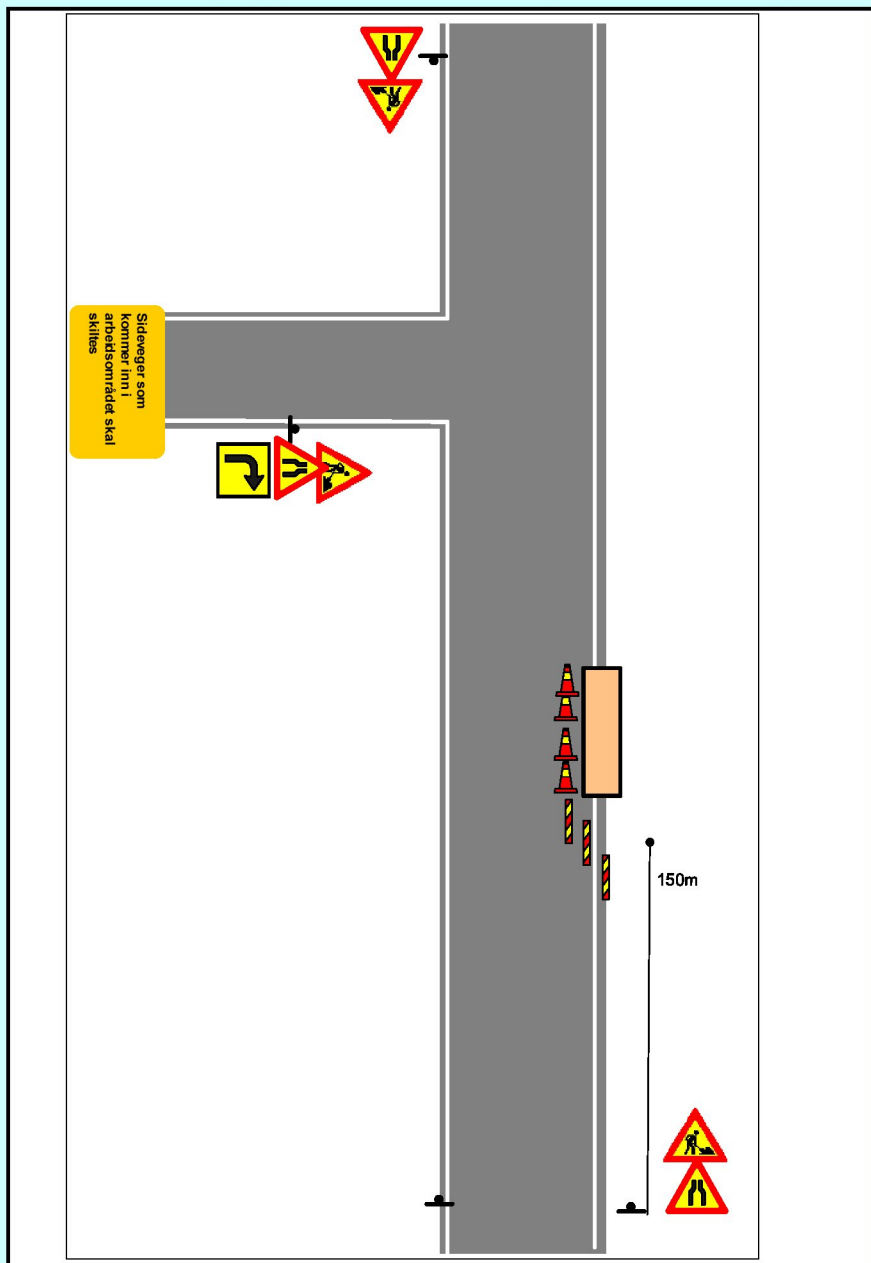 Sideveger som
kommer inn i
arbeidsområdet skal
skiltes
150m